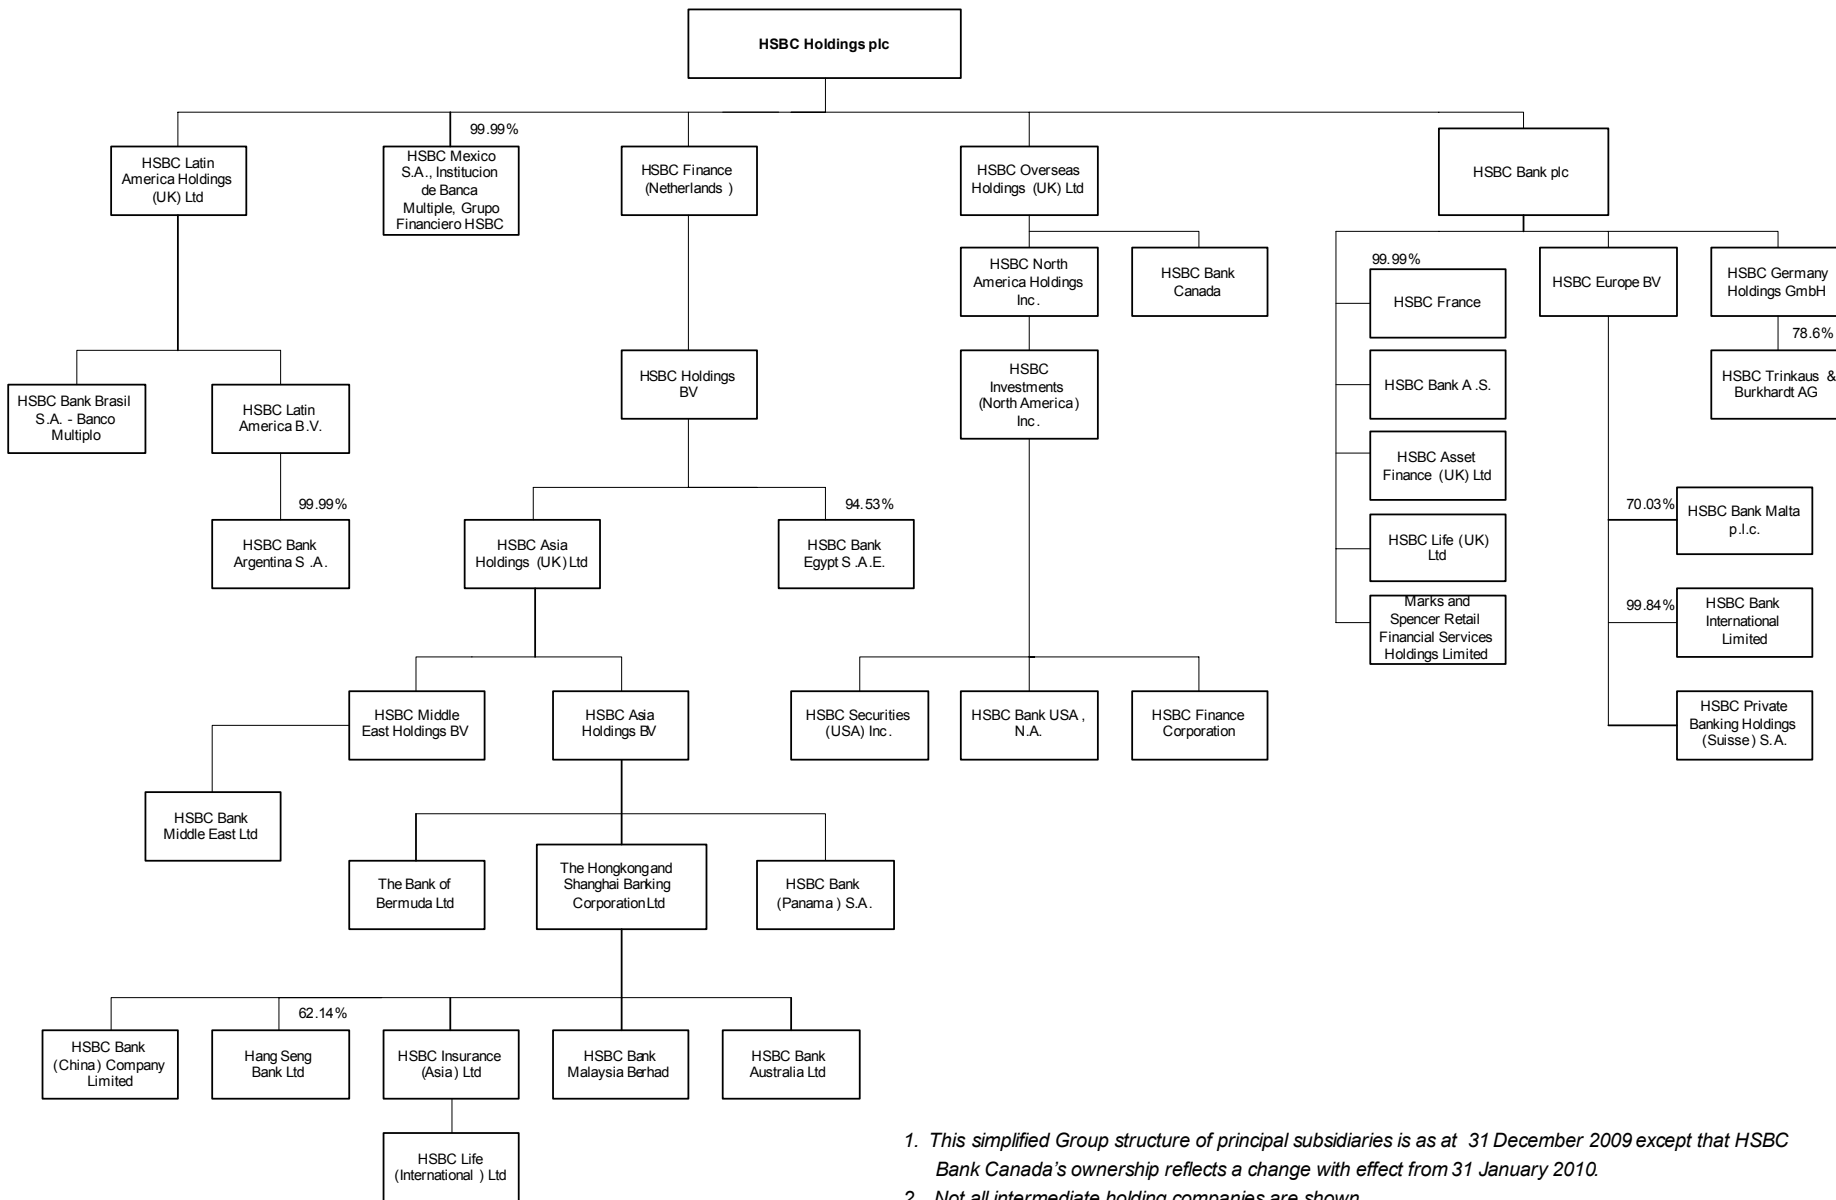 HSBC Holdings plc
99.99%
HSBC Latin
America Holdings
(UK) Ltd
HSBC Mexico
S.A., Institucion
de Banca
Multiple, Grupo
Financiero HSBC
HSBC Finance
(Netherlands )
HSBC Overseas
Holdings (UK) Ltd
HSBC Bank plc
HSBC North
America Holdings
Inc.
HSBC Bank
Canada
99.99%
HSBC France
HSBC Europe BV
HSBC Germany
Holdings GmbH
78.6%
HSBC Holdings
BV
HSBC
Investments
(North America)
Inc.
HSBC Bank A .S.
HSBC Trinkaus &
Burkhardt AG
HSBC Bank Brasil
S.A. - Banco
Multiplo
HSBC Latin
America B.V.
HSBC Asset
Finance (UK) Ltd
99.99%
94.53%
70.03%
HSBC Bank Malta
p.l.c.
HSBC Bank
Argentina S .A.
HSBC Asia
Holdings (UK) Ltd
HSBC Bank
Egypt S .A.E.
HSBC Life (UK)
Ltd
99.84%
HSBC Bank
International
Limited
Marks and
Spencer Retail
Financial Services
Holdings Limited
HSBC Middle
East Holdings BV
HSBC Asia
Holdings BV
HSBC Securities
(USA) Inc.
HSBC Bank USA ,
N.A.
HSBC Finance
Corporation
HSBC Private
Banking Holdings
(Suisse) S.A.
HSBC Bank
Middle East Ltd
The Bank of
Bermuda Ltd
The Hongkong and
Shanghai Banking
Corporation Ltd
HSBC Bank
(Panama ) S.A.
62.14%
HSBC Bank
(China) Company
Limited
Hang Seng
Bank Ltd
HSBC Insurance
(Asia) Ltd
HSBC Bank
Malaysia Berhad
HSBC Bank
Australia Ltd
HSBC Life
(International ) Ltd
1. This simplified Group structure of principal subsidiaries is as at 31 December 2009 except that HSBC
Bank Canada's ownership reflects a change with effect from 31 January 2010.
2. Not all intermediate holding companies are shown